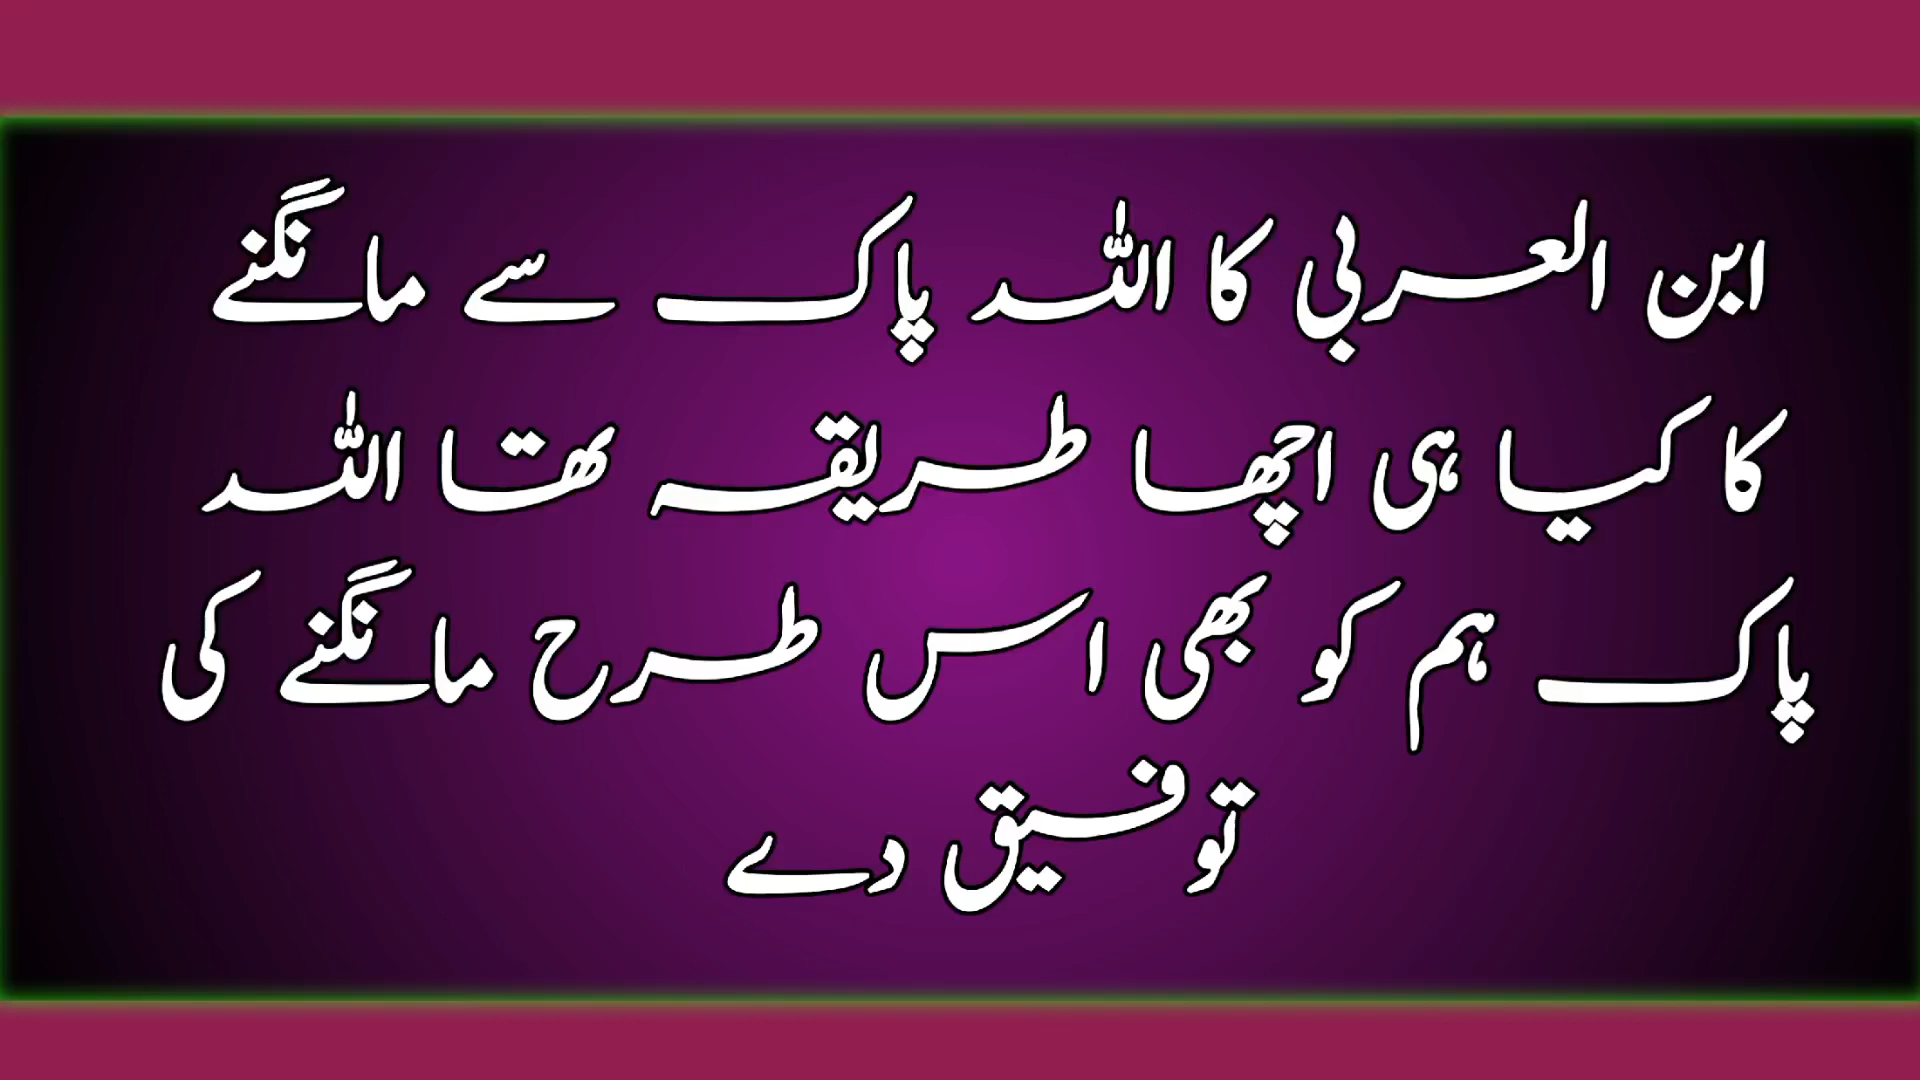 ابن العربی کا اللہ پاک سے مانگنے
کا کیا ہی اچھا طریقہ تھا اللہ
پاک ہم کو بھی اس طرح مانگنے کی
توفیق دے